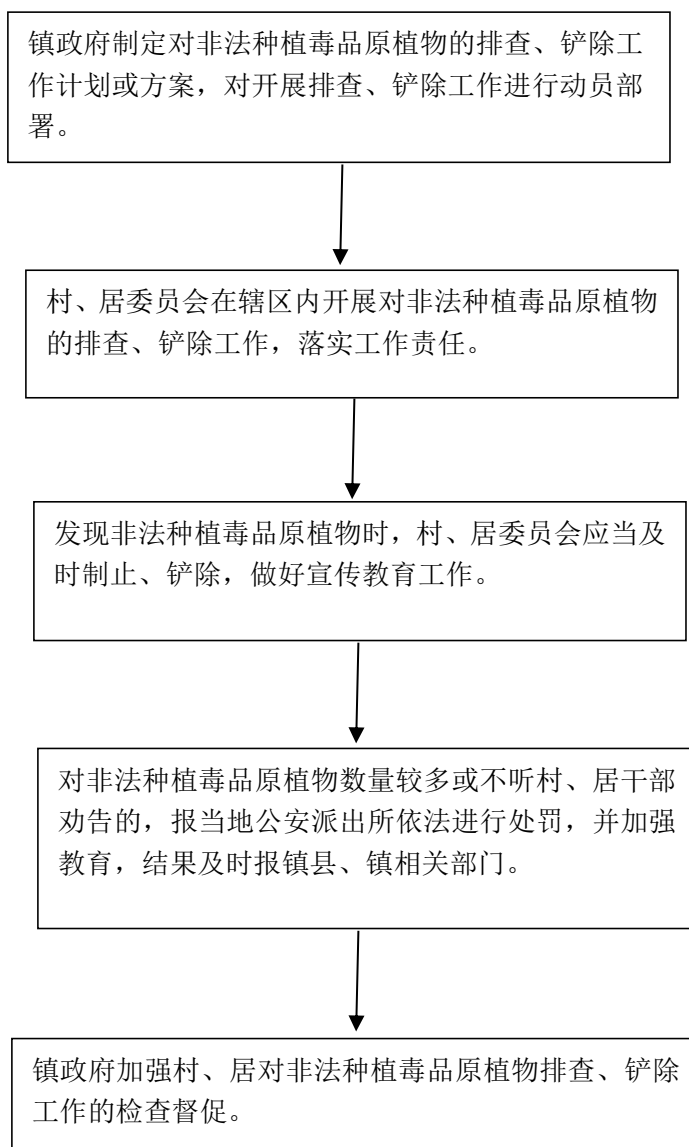 镇政府制定对非法种植毒品原植物的排查、铲除工
作计划或方案，对开展排查、铲除工作进行动员部
署。
村、居委员会在辖区内开展对非法种植毒品原植物
的排查、铲除工作，落实工作责任。
发现非法种植毒品原植物时，村、居委员会应当及
时制止、铲除，做好宣传教育工作。
对非法种植毒品原植物数量较多或不听村、居干部
劝告的，报当地公安派出所依法进行处罚，并加强
教育，结果及时报镇县、镇相关部门。
镇政府加强村、居对非法种植毒品原植物排查、铲除
工作的检查督促。